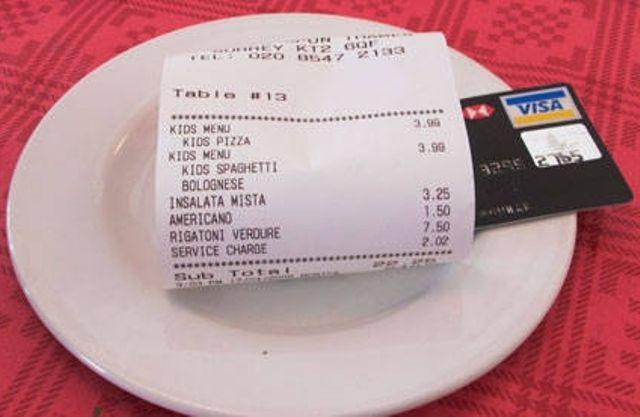 SURREY KT2 6QF
TEL: 020 8547 2133
Table #13
KIDS MENU 3.99
KIDS PIZZA
KIDS MENU 3.99
KIDS SPAGHETTI
BOLOGNESE
INSALATA MISTA 3.25
AMERICANO 1.50
RIGATONI VERDURE 7.50
SERVICE CHARGE 2.02
Sub Total 22.25
VISA